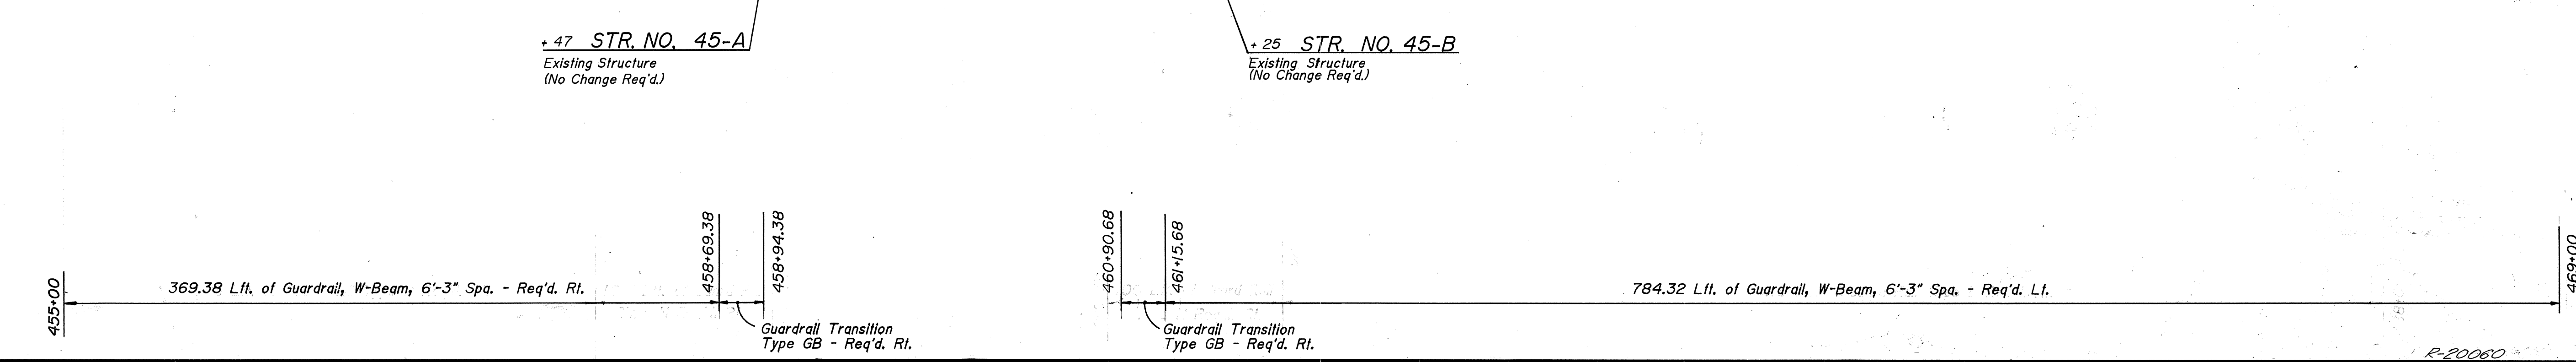 + 47 STR. NO. 45-A
Existing Structure
(No Change Req'd.)
+ 25 STR. NO. 45-B
Existing Structure
(No Change Req'd.)
455+00
369.38 Lft. of Guardrail, W-Beam, 6'-3" Spa. - Req'd. Rt.
458+69.38
458+94.38
Guardrail Transition
Type GB - Req'd. Rt.
460+90.68
461+15.68
Guardrail Transition
Type GB - Req'd. Rt.
784.32 Lft. of Guardrail, W-Beam, 6'-3" Spa. - Req'd. Lt.
469+00
R-20060